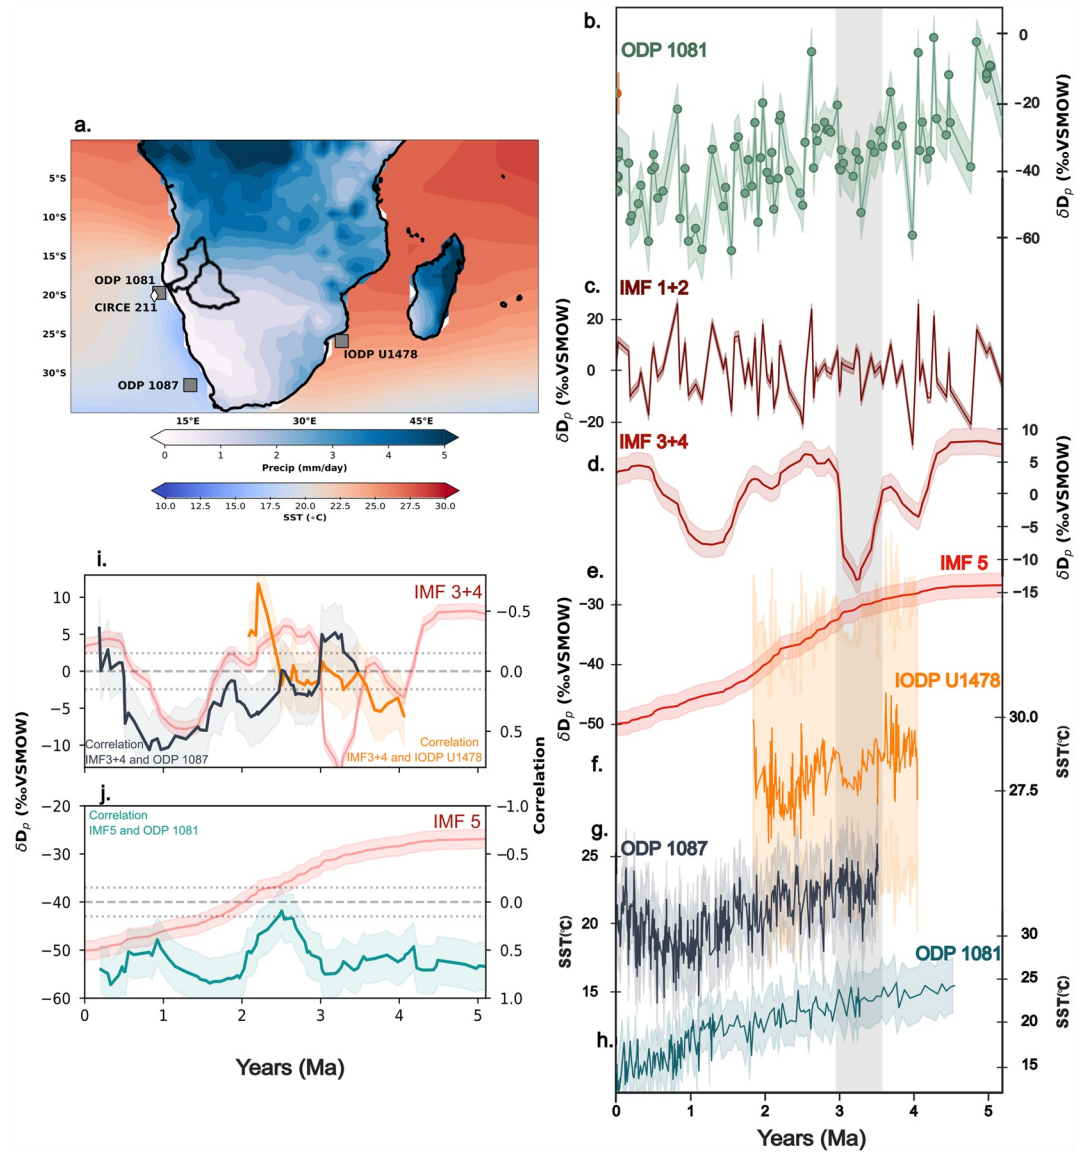 a.
5°S
10°S
15°S
20°S
25°S
30°S
ODP 1081
CIRCE 211
IODP U1478
ODP 1087
15°E 30°E 45°E
0 1 2 3 4 5
Precip (mm/day)
10.0 12.5 15.0 17.5 20.0 22.5 25.0 27.5 30.0
SST (∘C)
b.
ODP 1081
0
−20
−40
−60
δDp (‰VSMOW)
c.
IMF 1+2
20
0
−20
δDp (‰VSMOW)
IMF 3+4
d.
10
5
0
−5
−10
−15
δDp (‰VSMOW)
e.
IMF 5
−30
−40
−50
δDp (‰VSMOW)
IODP U1478
f.
30.0
27.5
SST(℃)
g.
ODP 1087
25
20
15
SST(℃)
ODP 1081
h.
30
25
20
15
SST(℃)
0 1 2 3 4 5
Years (Ma)
i.
IMF 3+4
10
5
0
−5
−10
−0.5
0.0
0.5
Correlation
IMF3+4 and ODP 1087
Correlation
IMF3+4 and IODP U1478
j.
Correlation
IMF5 and ODP 1081
IMF 5
−20
−30
−40
−50
−60
−1.0
−0.5
0.0
0.5
1.0
δDp (‰VSMOW)
Correlation
0 1 2 3 4 5
Years (Ma)